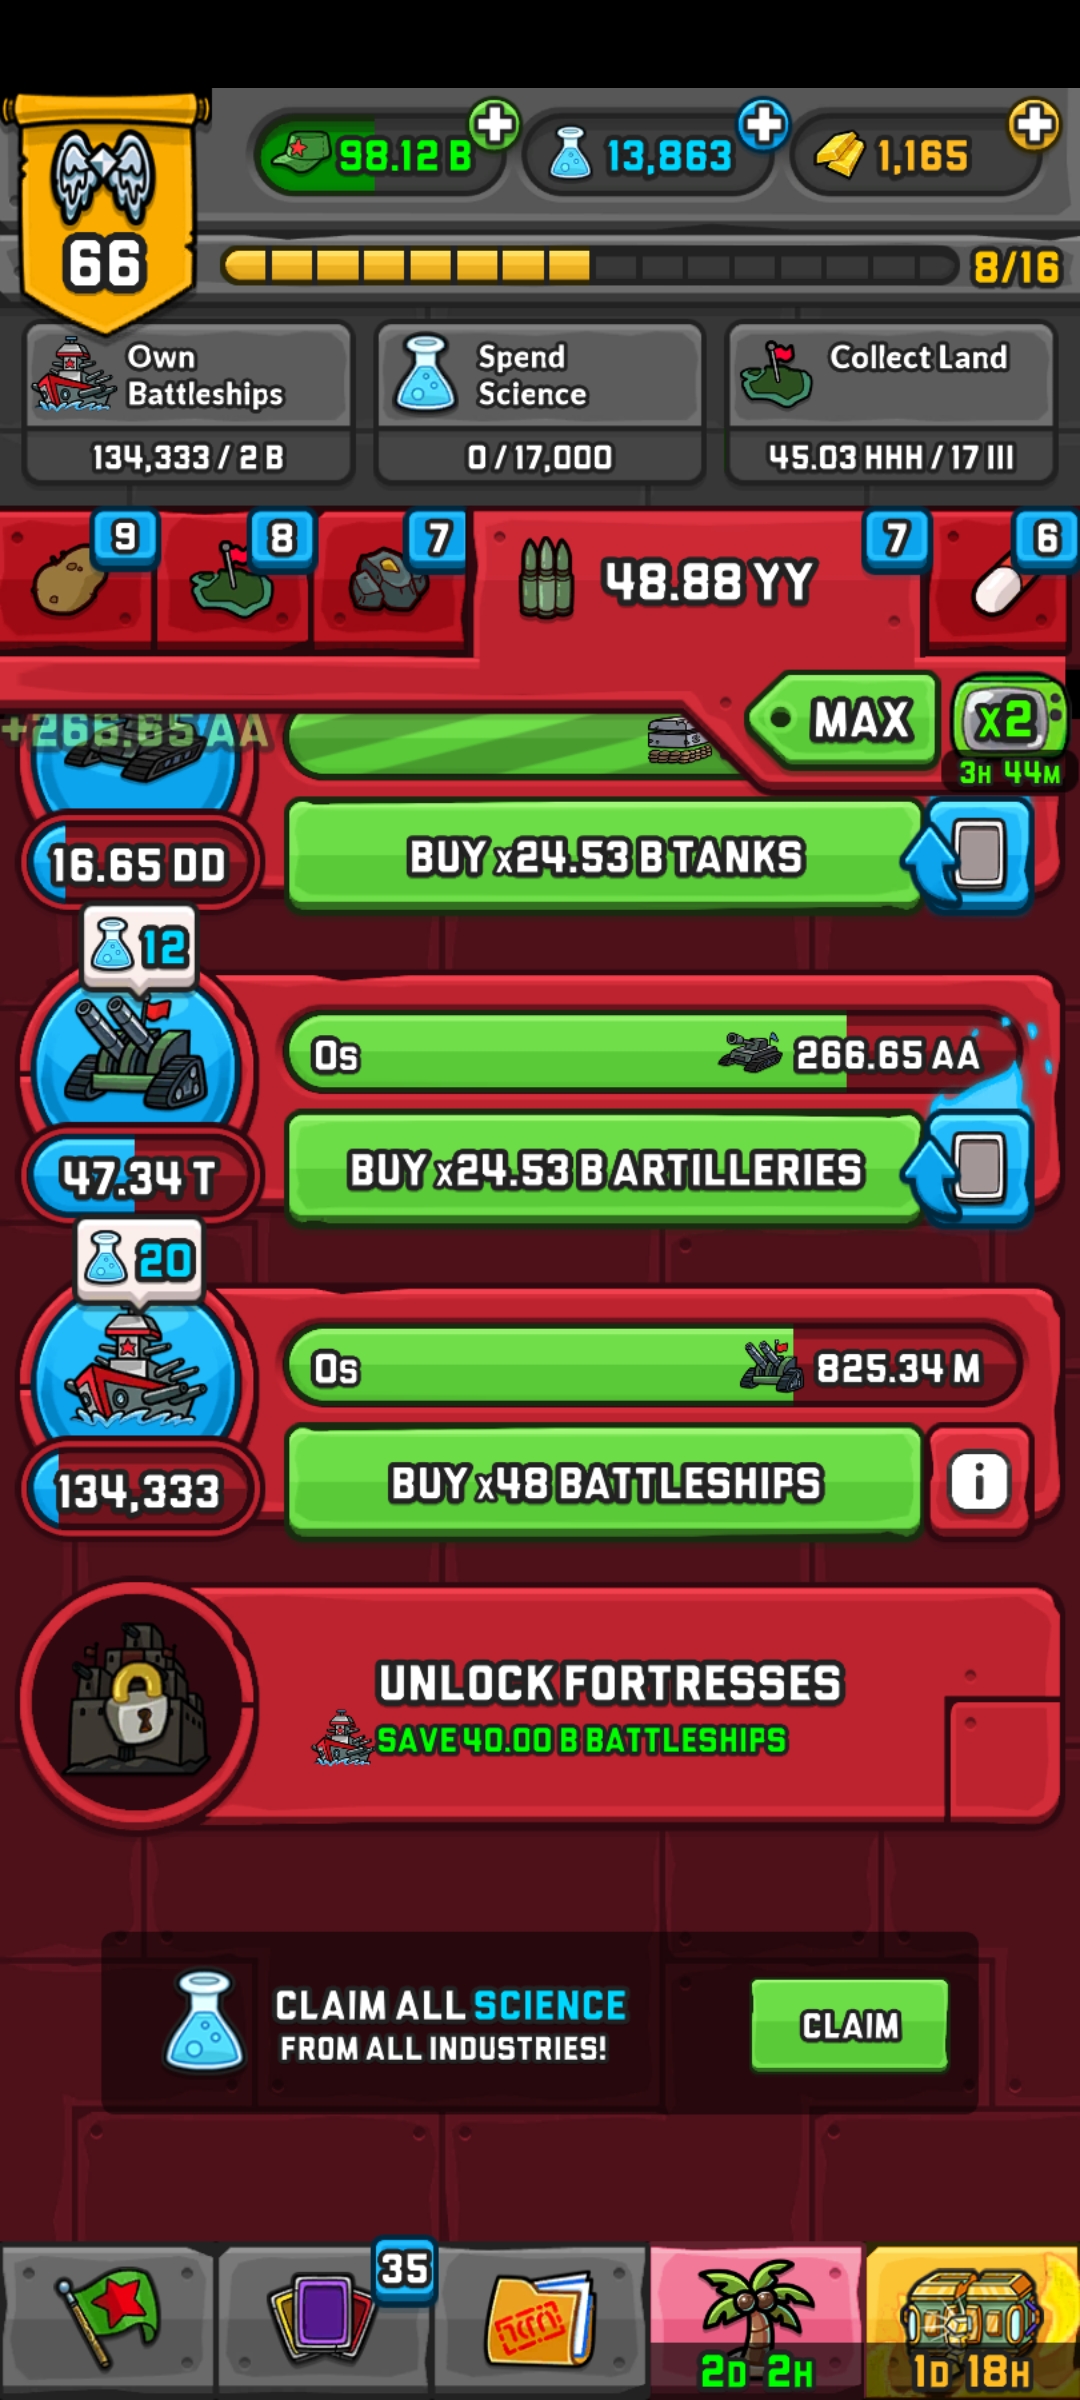 98.12 B
13,863
1,165
66
8/16
Own
Battleships
134,333 / 2 B
Spend
Science
0 / 17,000
Collect Land
45.03 HHH / 17 III
9
8
7
48.88 YY
7
6
MAX
x2
3H 44M
+266.65 AA
16.65 DD
BUY x24.53 B TANKS
12
0s
266.65 AA
47.34 T
BUY x24.53 B ARTILLERIES
20
0s
825.34 M
134,333
BUY x48 BATTLESHIPS
i
UNLOCK FORTRESSES
SAVE 40.00 B BATTLESHIPS
CLAIM ALL SCIENCE
FROM ALL INDUSTRIES!
CLAIM
35
2D 2H
1D 18H